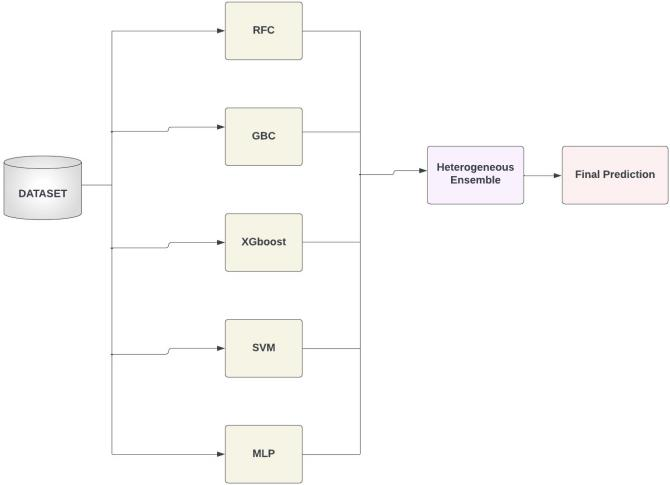 DATASET
RFC
GBC
XGboost
SVM
MLP
Heterogeneous
Ensemble
Final Prediction